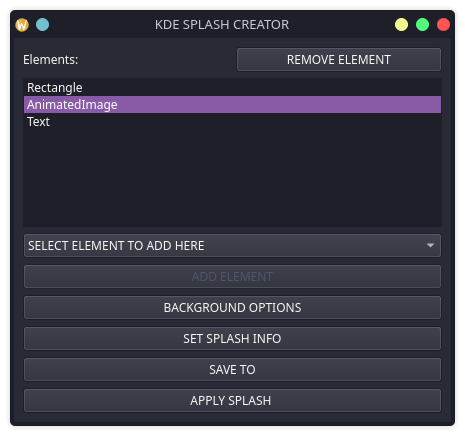 KDE SPLASH CREATOR
Elements: REMOVE ELEMENT
Rectangle
AnimatedImage
Text
SELECT ELEMENT TO ADD HERE
ADD ELEMENT
BACKGROUND OPTIONS
SET SPLASH INFO
SAVE TO
APPLY SPLASH